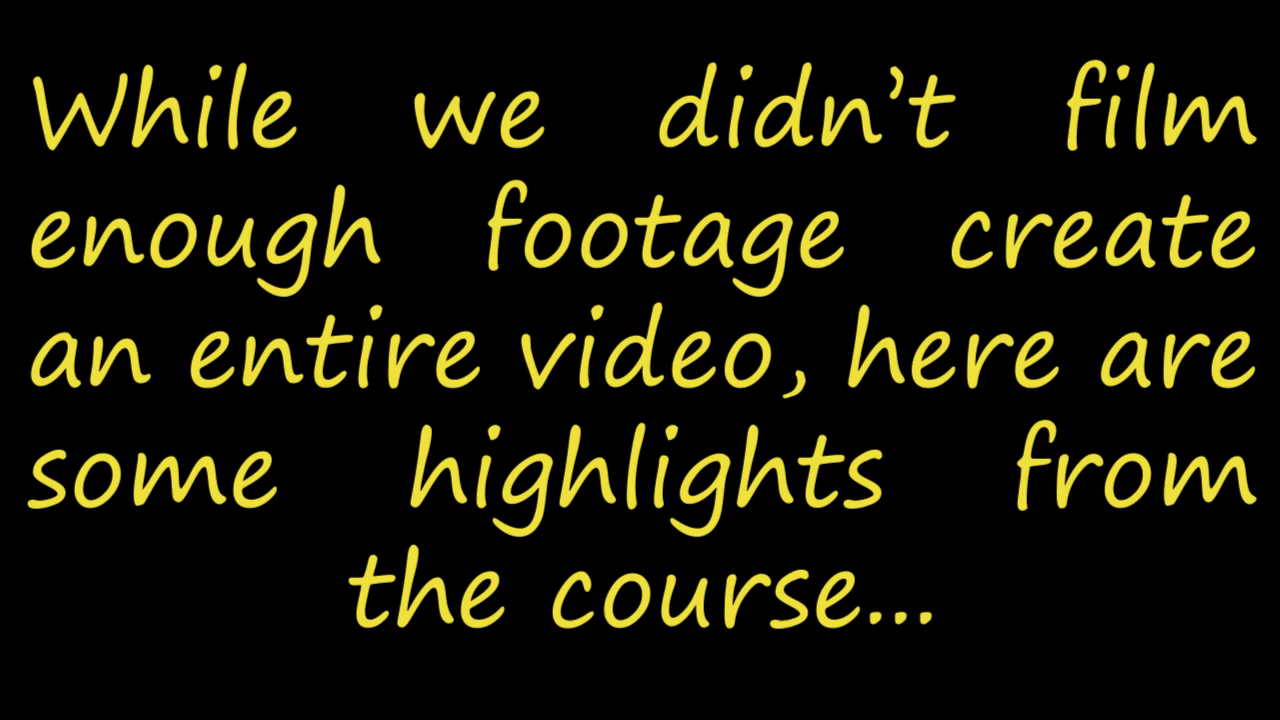 While we didn’t film
enough footage create
an entire video, here are
some highlights from
the course...